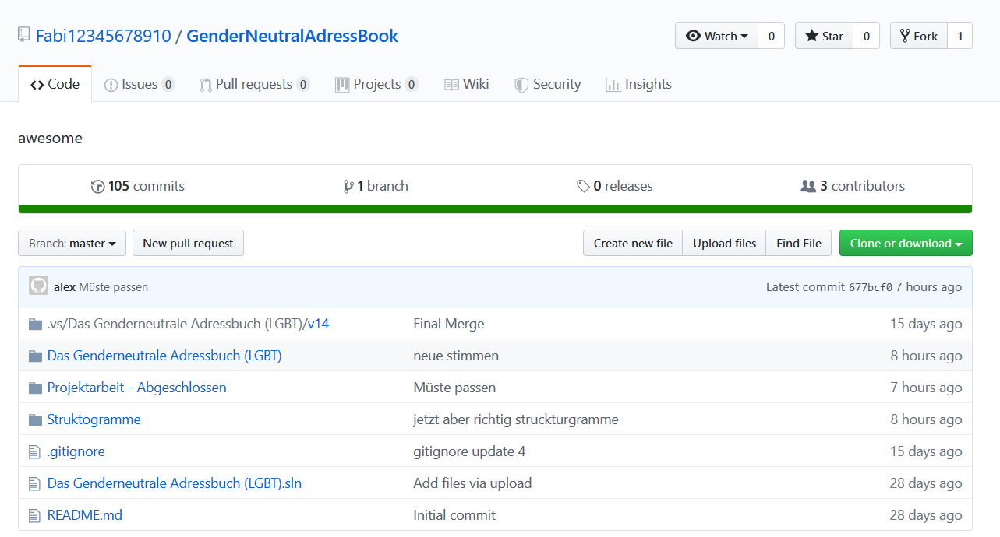 Fabi12345678910 / GenderNeutralAdressBook
Watch 0 Star 0 Fork 1
Code Issues 0 Pull requests 0 Projects 0 Wiki Security Insights
awesome
105 commits 1 branch 0 releases 3 contributors
Branch: master New pull request Create new file Upload files Find File Clone or download
alex Müste passen Latest commit 677bcf0 7 hours ago
.vs/Das Genderneutrale Adressbuch (LGBT)/v14 Final Merge 15 days ago
Das Genderneutrale Adressbuch (LGBT) neue stimmen 8 hours ago
Projektarbeit - Abgeschlossen Müste passen 7 hours ago
Struktogramme jetzt aber richtig struckturgramme 8 hours ago
.gitignore gitignore update 4 15 days ago
Das Genderneutrale Adressbuch (LGBT).sln Add files via upload 28 days ago
README.md Initial commit 28 days ago